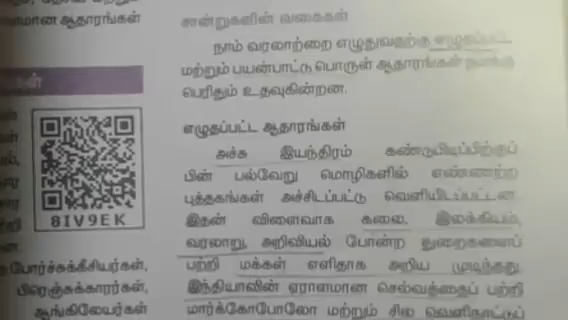 மான ஆதாரங்கள்
சான்றுகளின் வகைகள்
நாம் வரலாற்றை எழுதுவதற்கு எழுதப்பட்ட
மற்றும் பயன்பாட்டு பொருள் ஆதாரங்கள் நமக்கு
பெரிதும் உதவுகின்றன.
எழுதப்பட்ட ஆதாரங்கள்
அச்சு இயந்திரம் கண்டுபிடிப்பிற்குப்
பின் பல்வேறு மொழிகளில் எண்ணற்ற
புத்தகங்கள் அச்சிடப்பட்டு வெளியிடப்பட்டன.
இதன் விளைவாக கலை, இலக்கியம்,
வரலாறு, அறிவியல் போன்ற துறைகளைப்
பற்றி மக்கள் எளிதாக அறிய முடிந்தது.
இந்தியாவின் ஏராளமான செல்வத்தைப் பற்றி
மார்க்கோபோலோ மற்றும் சில வெளிநாட்டுப்
8IV9EK
போர்ச்சுக்கீசியர்கள்,
பிரெஞ்சுக்காரர்கள்,
ஆங்கிலேயர்கள்